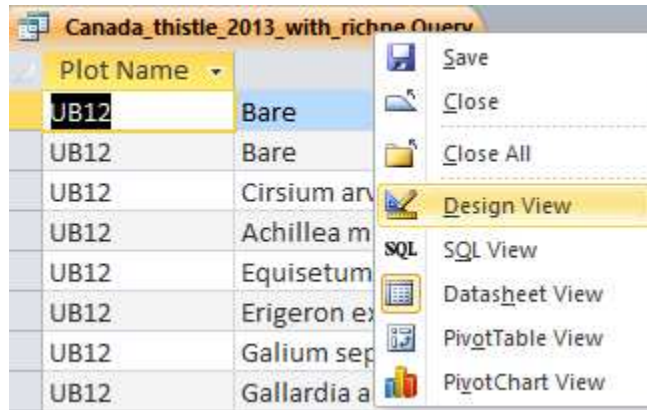 Canada_thistle_2013_with_richne Query
Plot Name
UB12 Bare
UB12 Bare
UB12 Cirsium arv
UB12 Achillea m
UB12 Equisetum
UB12 Erigeron ex
UB12 Galium sep
UB12 Gallardia a
Save
Close
Close All
Design View
SQL SQL View
Datasheet View
PivotTable View
PivotChart View